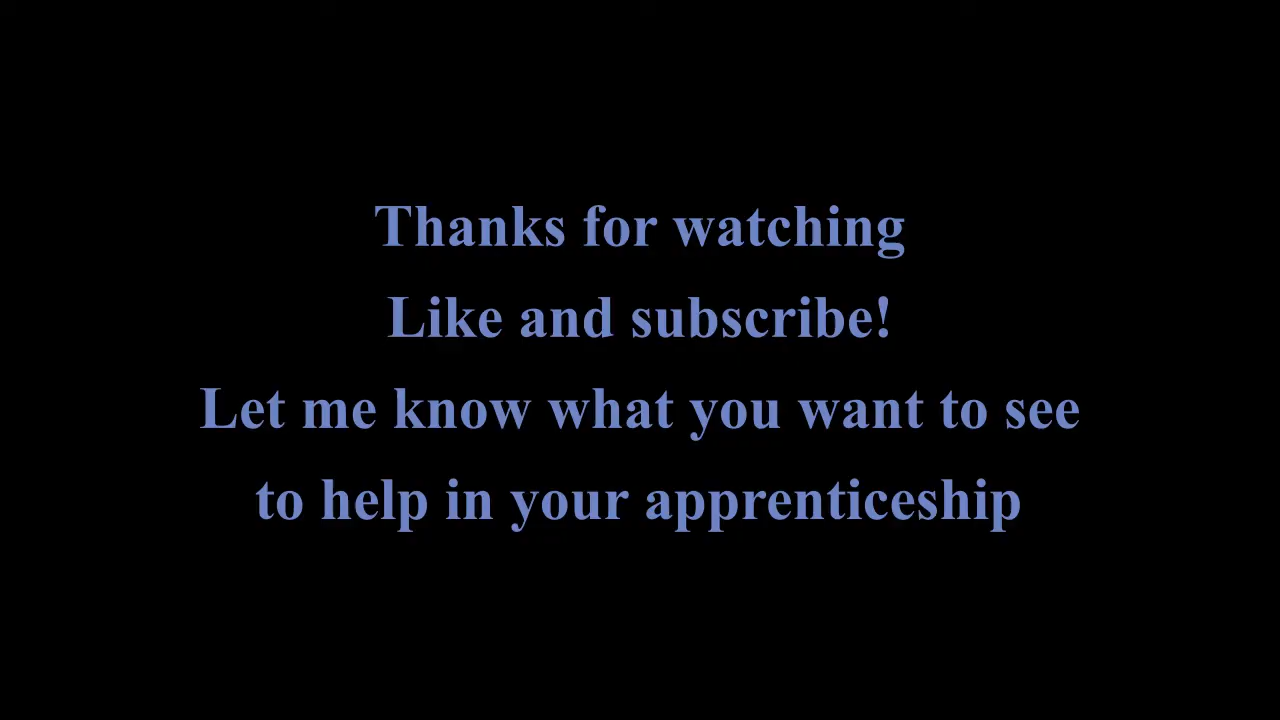 Thanks for watching
Like and subscribe!
Let me know what you want to see
to help in your apprenticeship